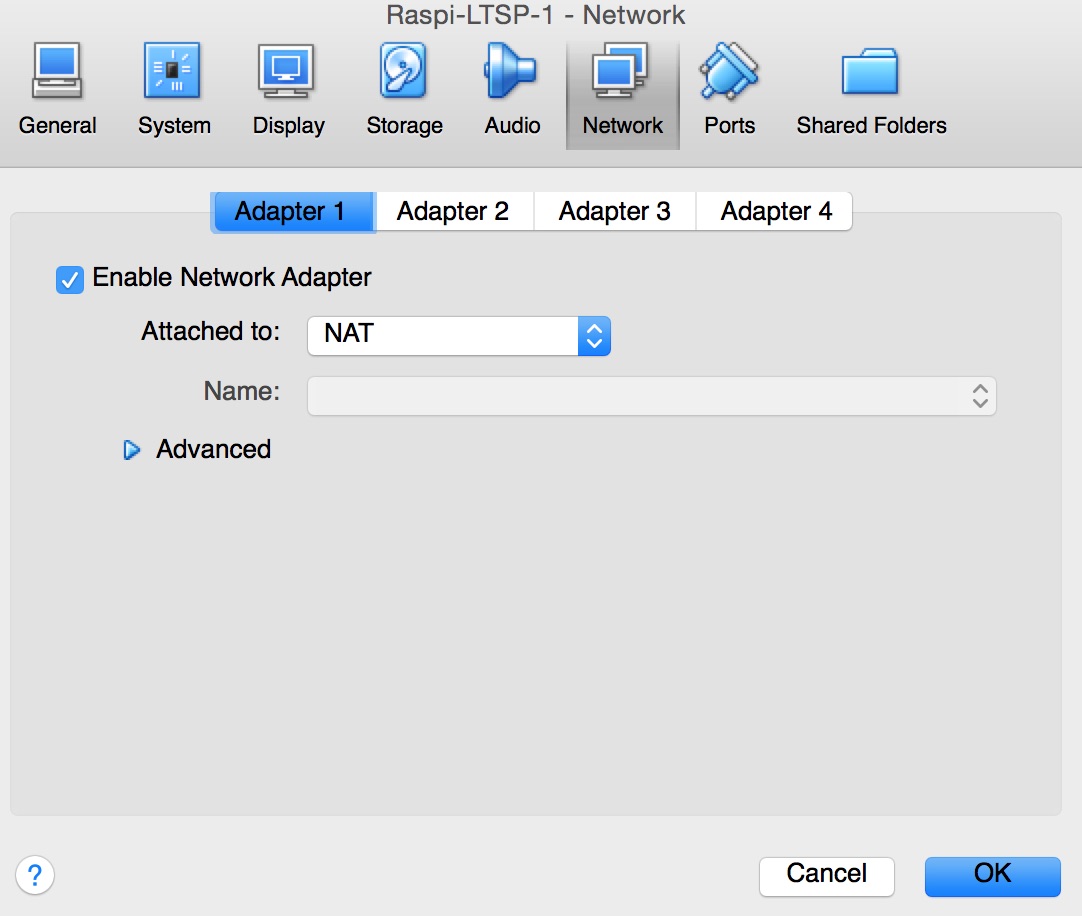 Raspi-LTSP-1 - Network
General System Display Storage Audio Network Ports Shared Folders
Adapter 1 Adapter 2 Adapter 3 Adapter 4
Enable Network Adapter
Attached to: NAT
Name:
Advanced
? Cancel OK